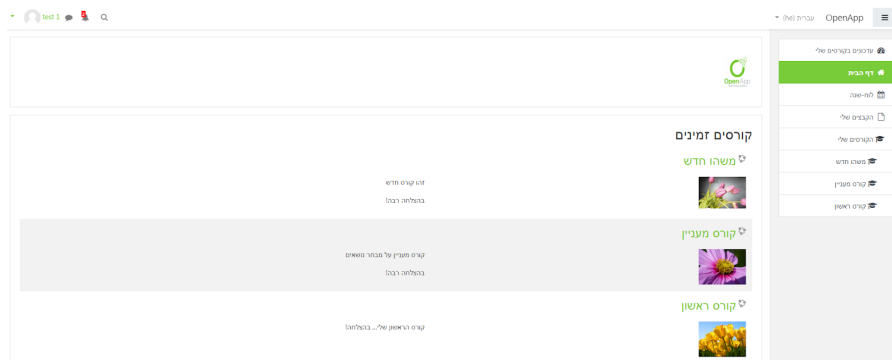 OpenApp
עברית ‎(he)‎
test 1
עדכונים בקורסים שלי
דף הבית
לוח-שנה
הקבצים שלי
הקורסים שלי
משהו חדש
קורס מעניין
קורס ראשון
OpenApp
קורסים זמינים
משהו חדש
זהו קורס חדש
בהצלחה רבה!
קורס מעניין
קורס מעניין על מבחר נושאים
בהצלחה רבה!
קורס ראשון
קורס הראשון שלי... בהצלחה!